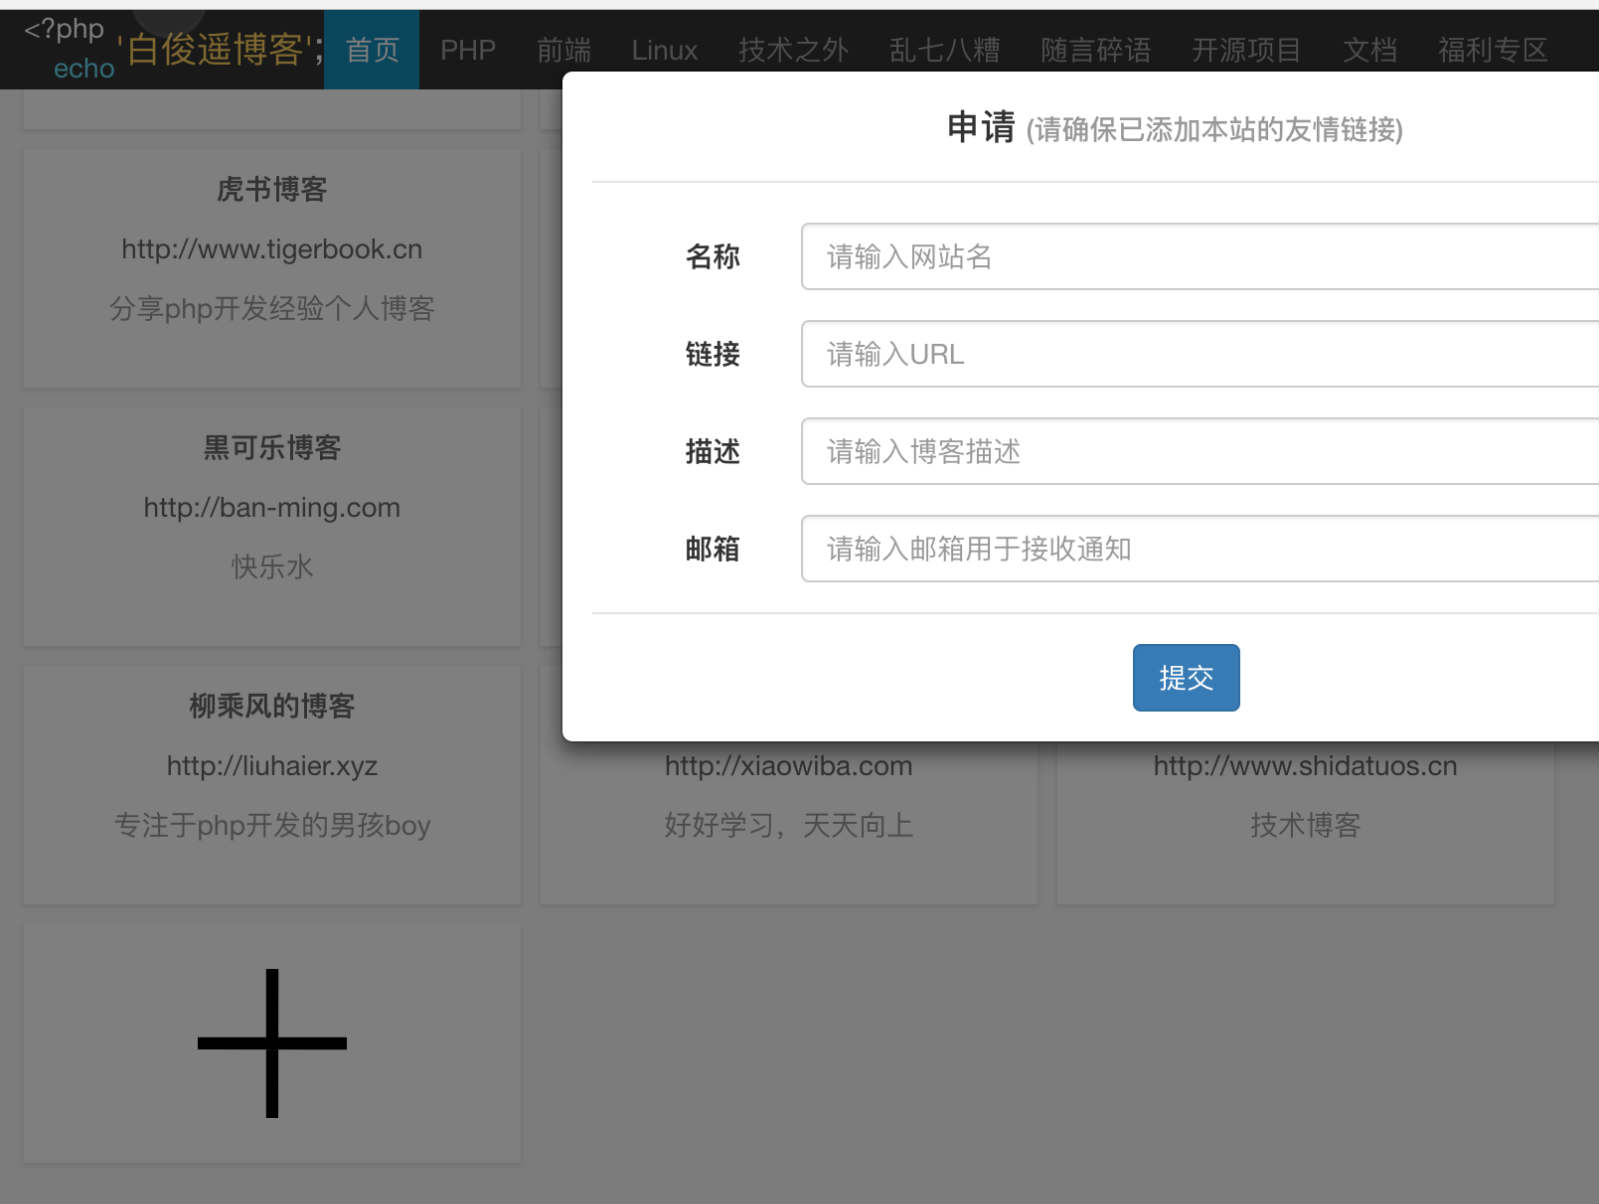 <?php
echo '白俊遥博客';
首页 PHP 前端 Linux 技术之外 乱七八糟 随言碎语 开源项目 文档 福利专区
申请 (请确保已添加本站的友情链接)
名称 请输入网站名
链接 请输入URL
描述 请输入博客描述
邮箱 请输入邮箱用于接收通知
提交
虎书博客
http://www.tigerbook.cn
分享php开发经验个人博客
黑可乐博客
http://ban-ming.com
快乐水
柳乘风的博客
http://liuhaier.xyz
专注于php开发的男孩boy
http://xiaowiba.com
好好学习，天天向上
http://www.shidatuos.cn
技术博客